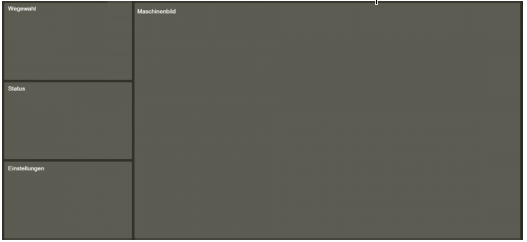 Wegewahl
Maschinenbild
Status
Einstellungen